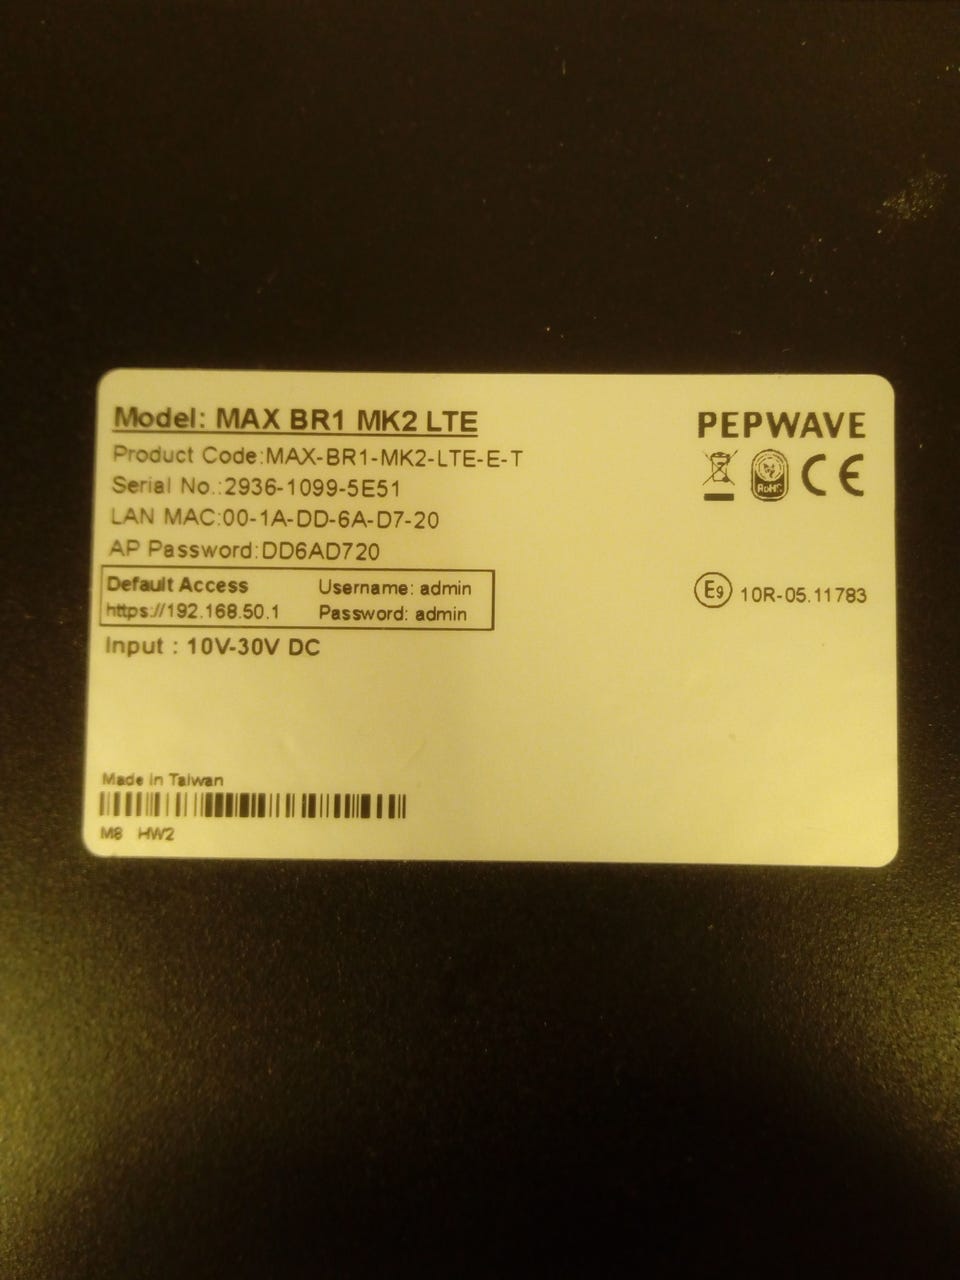 Model: MAX BR1 MK2 LTE
PEPWAVE
Product Code:MAX-BR1-MK2-LTE-E-T
Serial No.:2936-1099-5E51
RoHS
CE
LAN MAC:00-1A-DD-6A-D7-20
AP Password:DD6AD720
Default Access Username: admin
https://192.168.50.1 Password: admin
E9 10R-05.11783
Input : 10V-30V DC
Made in Taiwan
M8 HW2